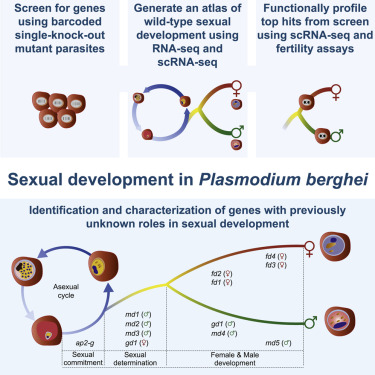 Screen for genes
using barcoded
single-knock-out
mutant parasites
Generate an atlas of
wild-type sexual
development using
RNA-seq and
scRNA-seq
Functionally profile
top hits from screen
using scRNA-seq and
fertility assays
Sexual development in Plasmodium berghei
Identification and characterization of genes with previously
unknown roles in sexual development
Asexual
cycle
fd4 (♀)
fd3 (♀)
fd2 (♀)
fd1 (♀)
md1 (♂)
md2 (♂)
md3 (♂)
gd1 (♀)
gd1 (♂)
md4 (♂)
ap2-g
md5 (♂)
Sexual
commitment
Sexual
determination
Female & Male
development